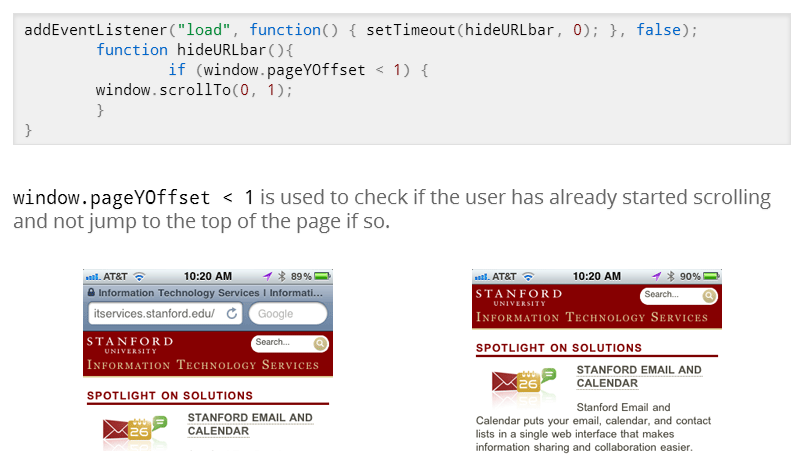 addEventListener("load", function() { setTimeout(hideURLbar, 0); }, false);
function hideURLbar(){
if (window.pageYOffset < 1) {
window.scrollTo(0, 1);
}
}
window.pageYOffset < 1 is used to check if the user has already started scrolling
and not jump to the top of the page if so.
AT&T 10:20 AM 89%
Information Technology Services | Informati...
itservices.stanford.edu/ Google
STANFORD
UNIVERSITY
Search...
INFORMATION TECHNOLOGY SERVICES
SPOTLIGHT ON SOLUTIONS
26
STANFORD EMAIL AND
CALENDAR
AT&T 10:20 AM 90%
STANFORD
UNIVERSITY
Search...
INFORMATION TECHNOLOGY SERVICES
SPOTLIGHT ON SOLUTIONS
26
STANFORD EMAIL AND
CALENDAR
Stanford Email and
Calendar puts your email, calendar, and contact
lists in a single web interface that makes
information sharing and collaboration easier.